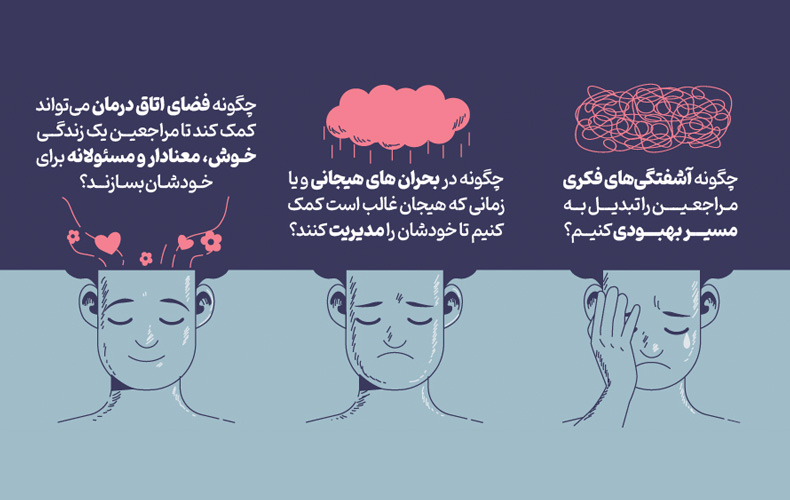 چگونه آشفتگی‌های فکری
مراجعین را تبدیل به
مسیر بهبودی کنیم؟
چگونه در بحران های هیجانی و یا
زمانی که هیجان غالب است کمک
کنیم تا خودشان را مدیریت کنند؟
چگونه فضای اتاق درمان می‌تواند
کمک کند تا مراجعین یک زندگی
خوش، معنادار و مسئولانه برای
خودشان بسازند؟